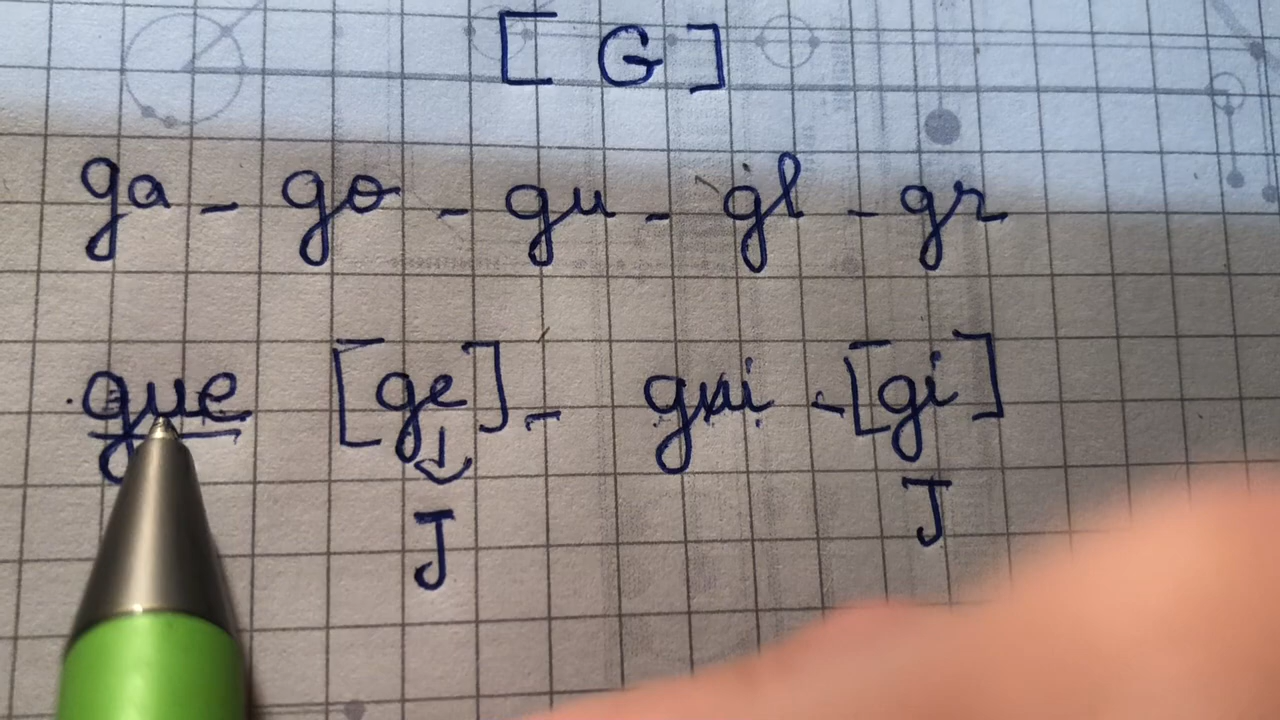 [ G ]
ga - go - gu - gl - gr
gue [ge] - gui - [gi]
↓
J J